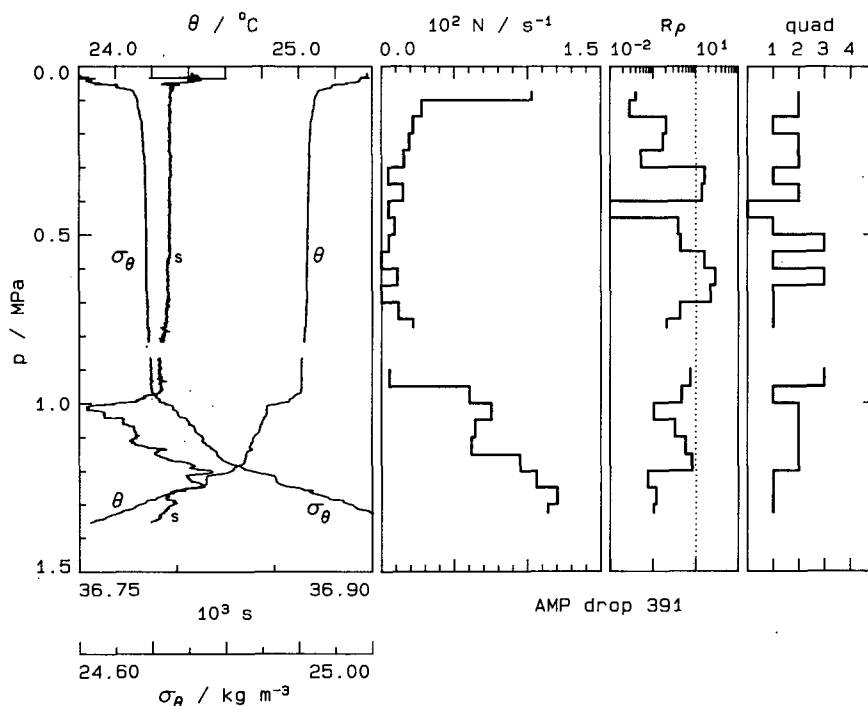 θ / °C
10² N / s⁻¹
Rρ
quad
24.0 25.0
0.0 1.5
10⁻² 10¹
1 2 3 4
0.0
0.5
1.0
1.5
p / MPa
σθ
s
θ
θ
s
σθ
36.75 36.90
10³ s
AMP drop 391
24.60 25.00
σθ / kg m⁻³